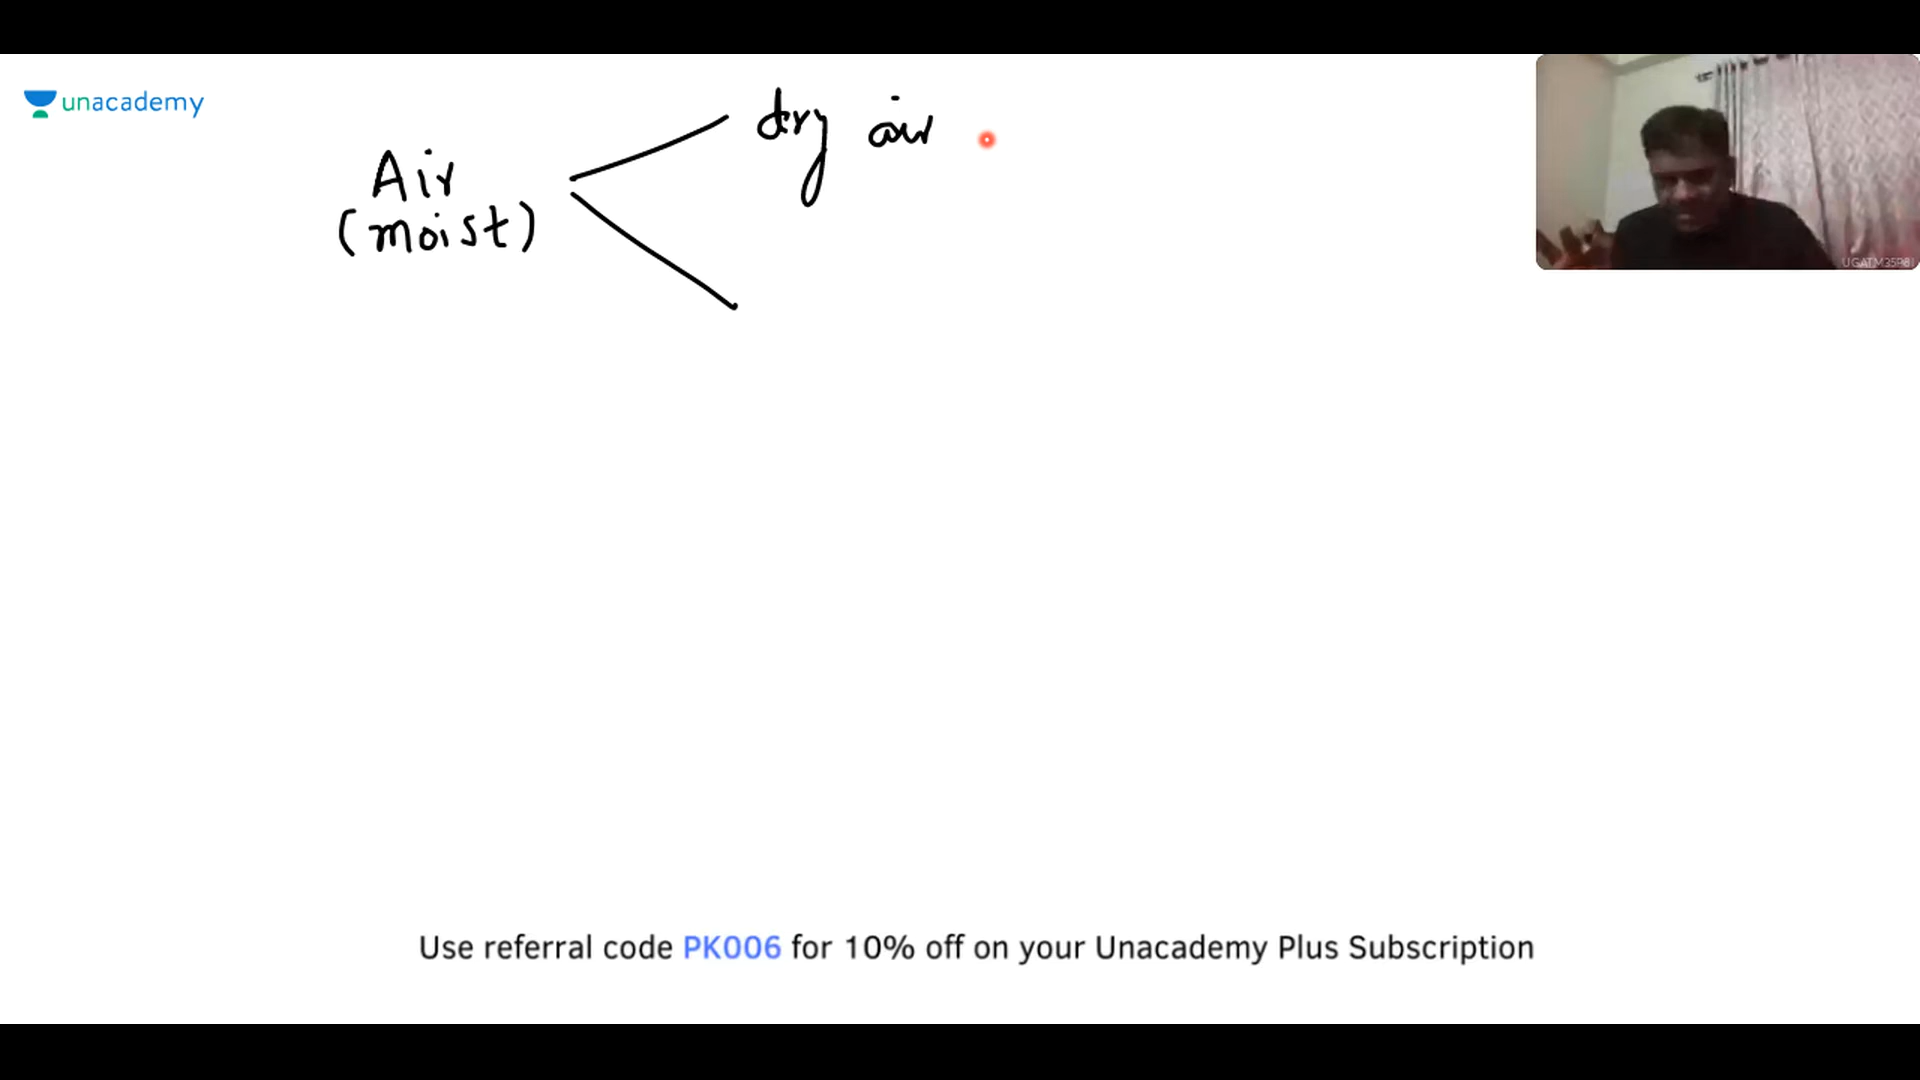 unacademy
dry air
Air
(moist)
Use referral code PK006 for 10% off on your Unacademy Plus Subscription